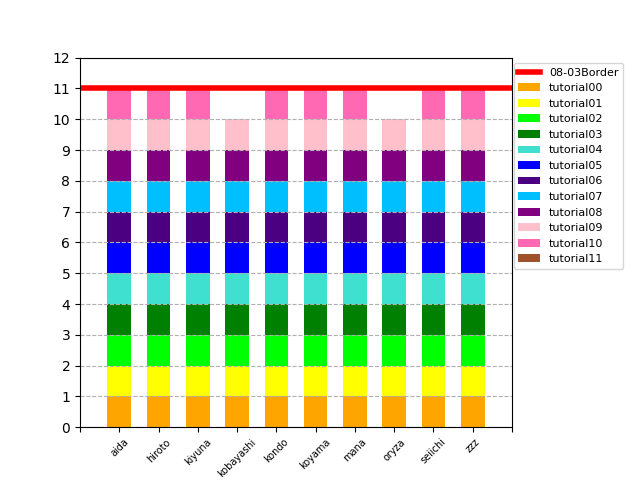 12
11
10
9
8
7
6
5
4
3
2
1
0
aida
hiroto
kiyuna
kobayashi
kondo
koyama
mana
oryza
seiichi
zzz
08-03Border
tutorial00
tutorial01
tutorial02
tutorial03
tutorial04
tutorial05
tutorial06
tutorial07
tutorial08
tutorial09
tutorial10
tutorial11